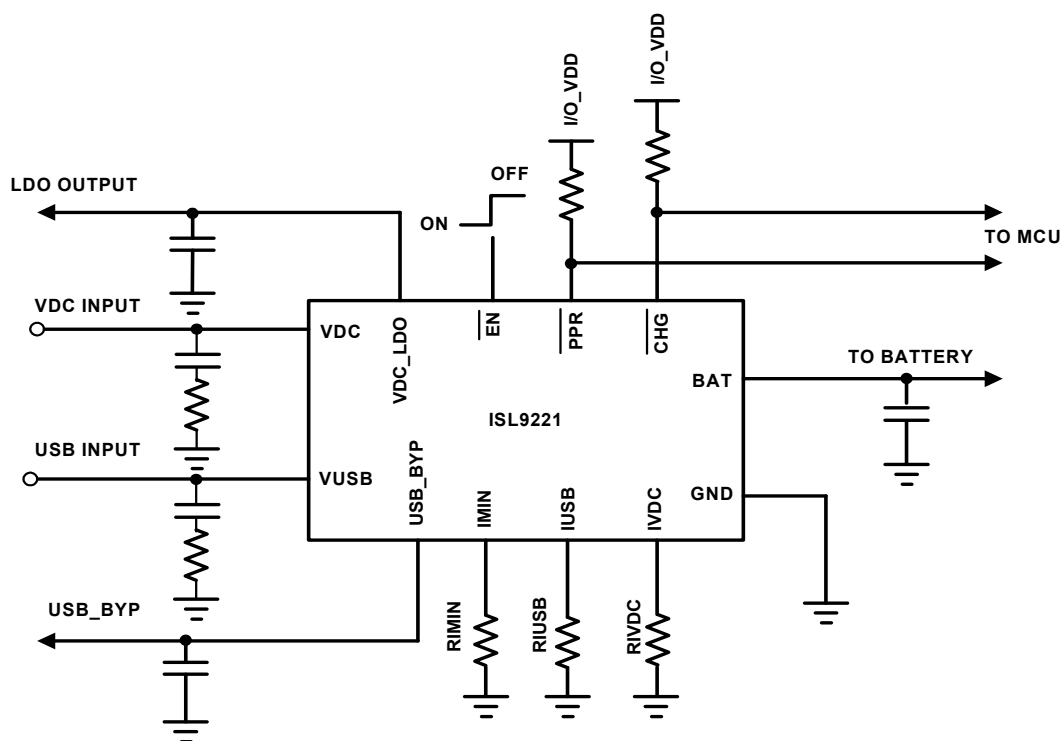 I/O_VDD
I/O_VDD
LDO OUTPUT
OFF
ON
TO MCU
VDC INPUT
VDC
VDC_LDO
EN
PPR
CHG
TO BATTERY
BAT
ISL9221
USB INPUT
VUSB
USB_BYP
IMIN
IUSB
IVDC
GND
USB_BYP
RIMIN
RIUSB
RIVDC